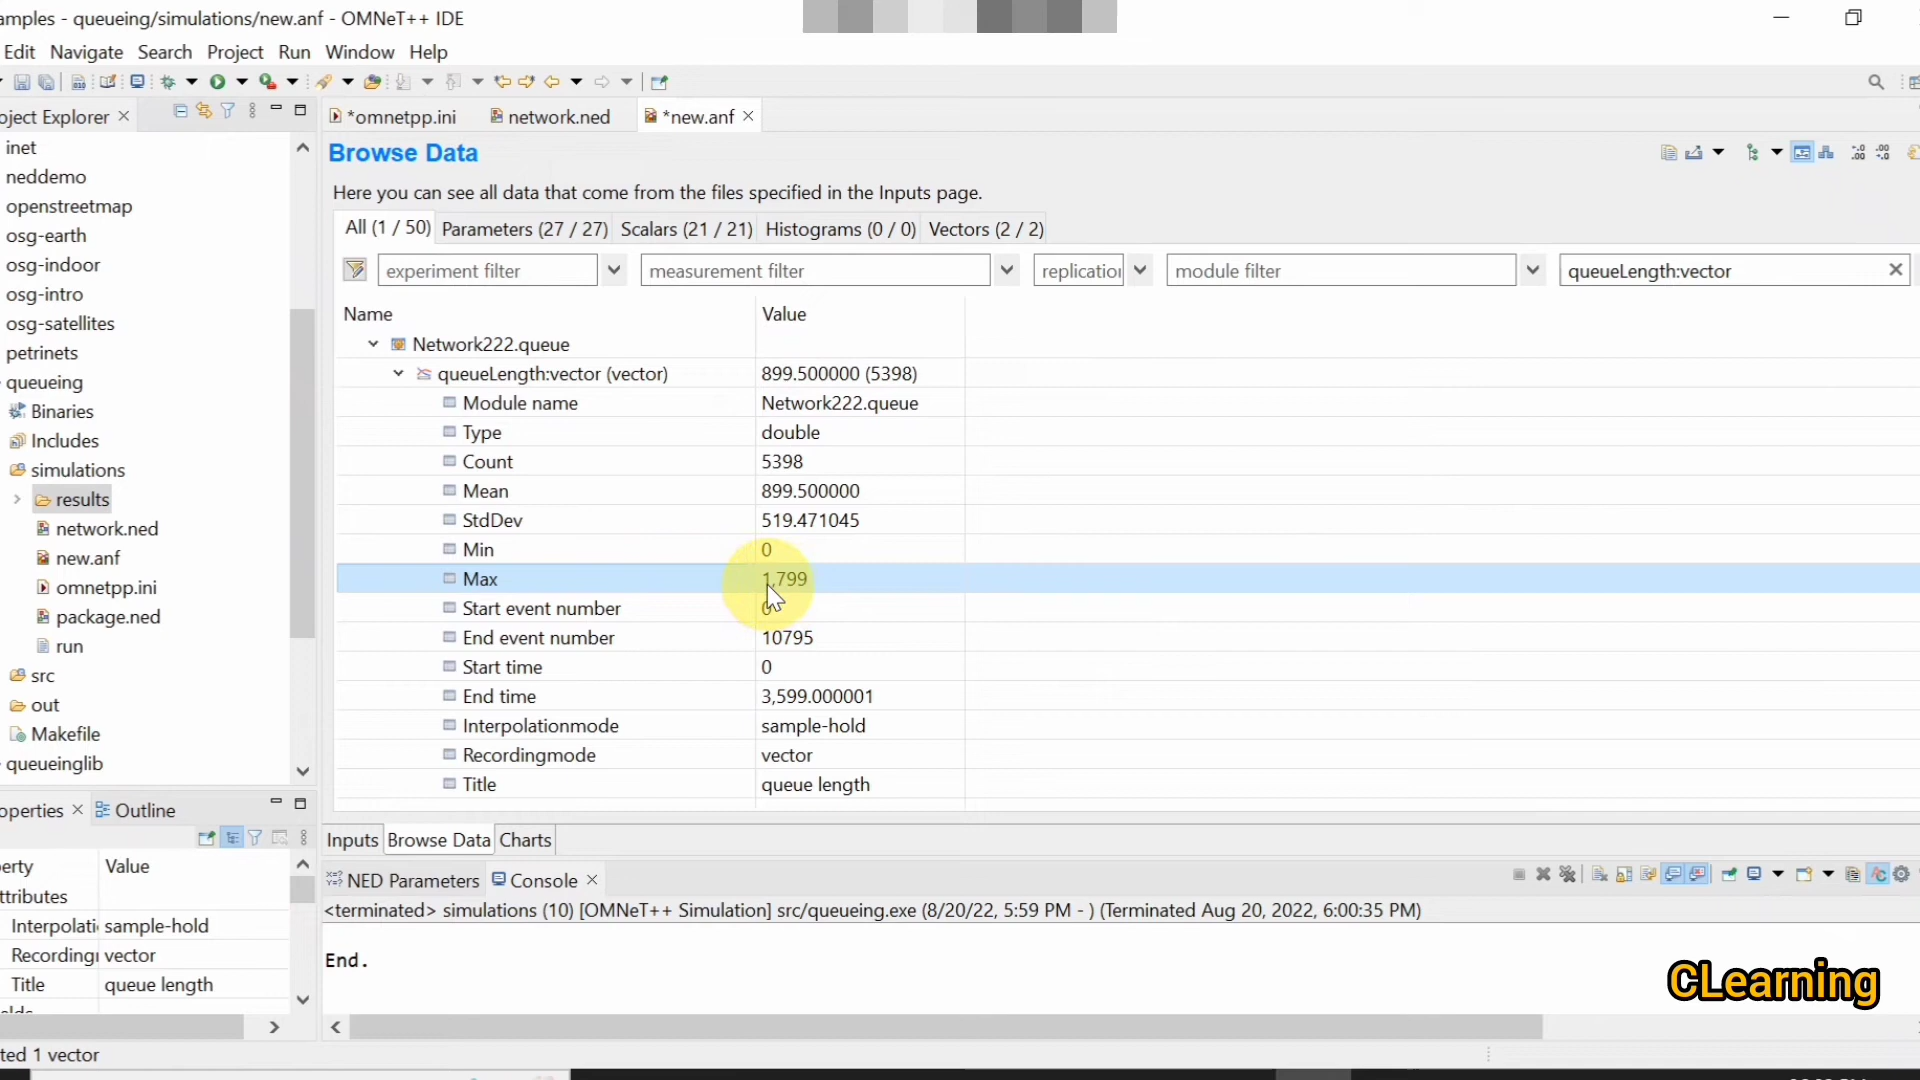 amples - queueing/simulations/new.anf - OMNeT++ IDE
Edit Navigate Search Project Run Window Help
oject Explorer
*omnetpp.ini network.ned *new.anf
inet
neddemo
openstreetmap
osg-earth
osg-indoor
osg-intro
osg-satellites
petrinets
queueing
Binaries
Includes
simulations
results
network.ned
new.anf
omnetpp.ini
package.ned
run
src
out
Makefile
queueinglib
Browse Data
Here you can see all data that come from the files specified in the Inputs page.
All (1 / 50) Parameters (27 / 27) Scalars (21 / 21) Histograms (0 / 0) Vectors (2 / 2)
experiment filter measurement filter replication module filter queueLength:vector
Name Value
Network222.queue
queueLength:vector (vector) 899.500000 (5398)
Module name Network222.queue
Type double
Count 5398
Mean 899.500000
StdDev 519.471045
Min 0
Max 1,799
Start event number 0
End event number 10795
Start time 0
End time 3,599.000001
Interpolationmode sample-hold
Recordingmode vector
Title queue length
Inputs Browse Data Charts
operties Outline
erty Value
ttributes
Interpolati sample-hold
Recording vector
Title queue length
NED Parameters Console
<terminated> simulations (10) [OMNeT++ Simulation] src/queueing.exe (8/20/22, 5:59 PM - ) (Terminated Aug 20, 2022, 6:00:35 PM)
End.
CLearning
ted 1 vector